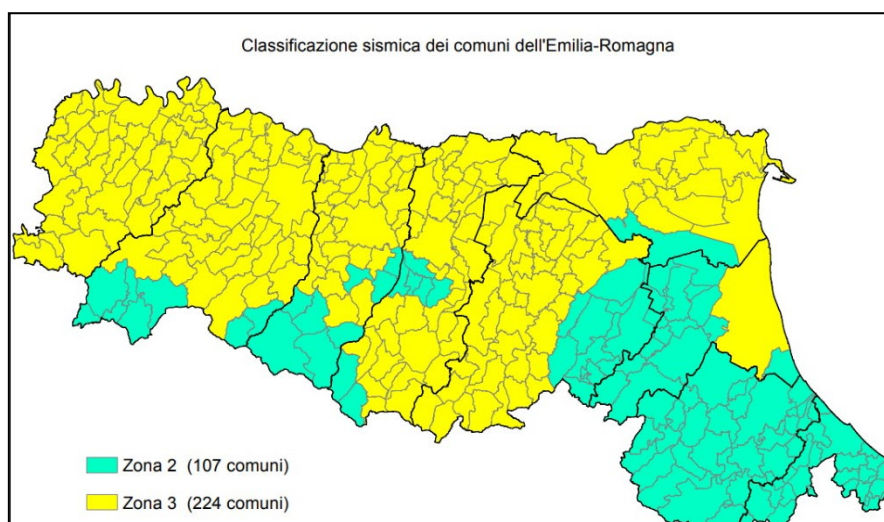 Classificazione sismica dei comuni dell'Emilia-Romagna
Zona 2 (107 comuni)
Zona 3 (224 comuni)